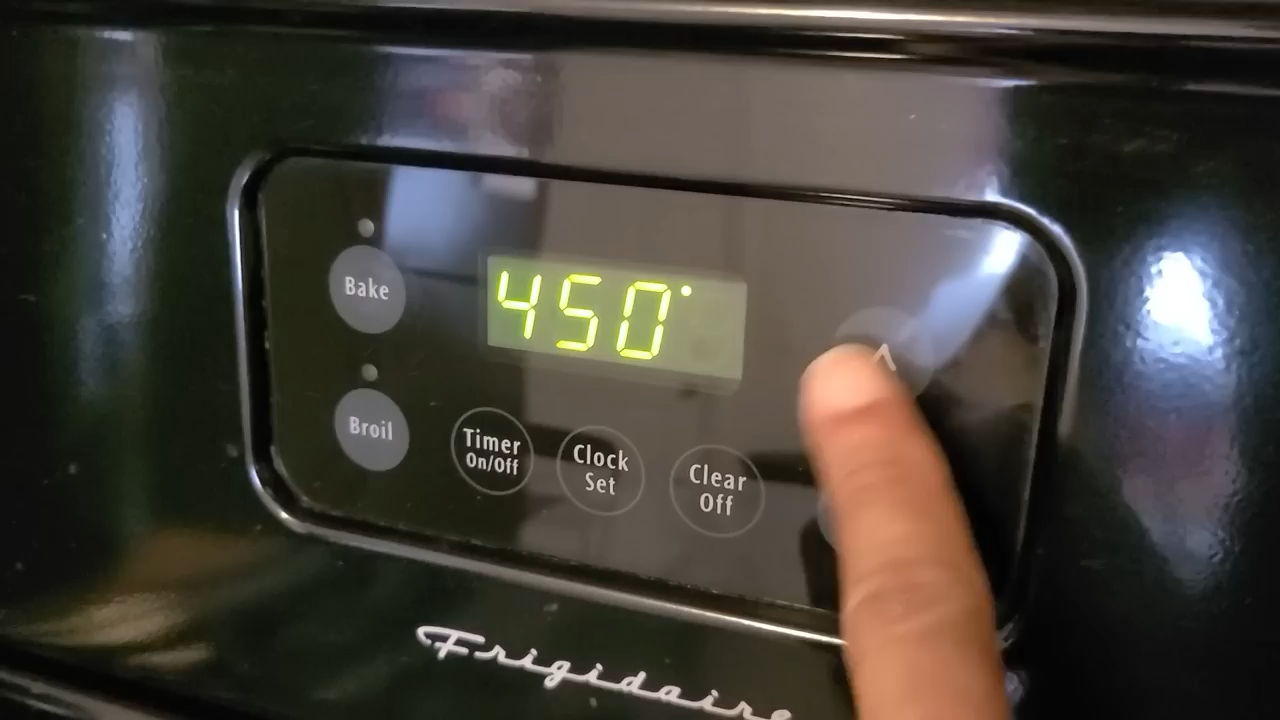 Bake
450°
Broil
Timer
On/Off
Clock
Set
Clear
Off
Frigidaire